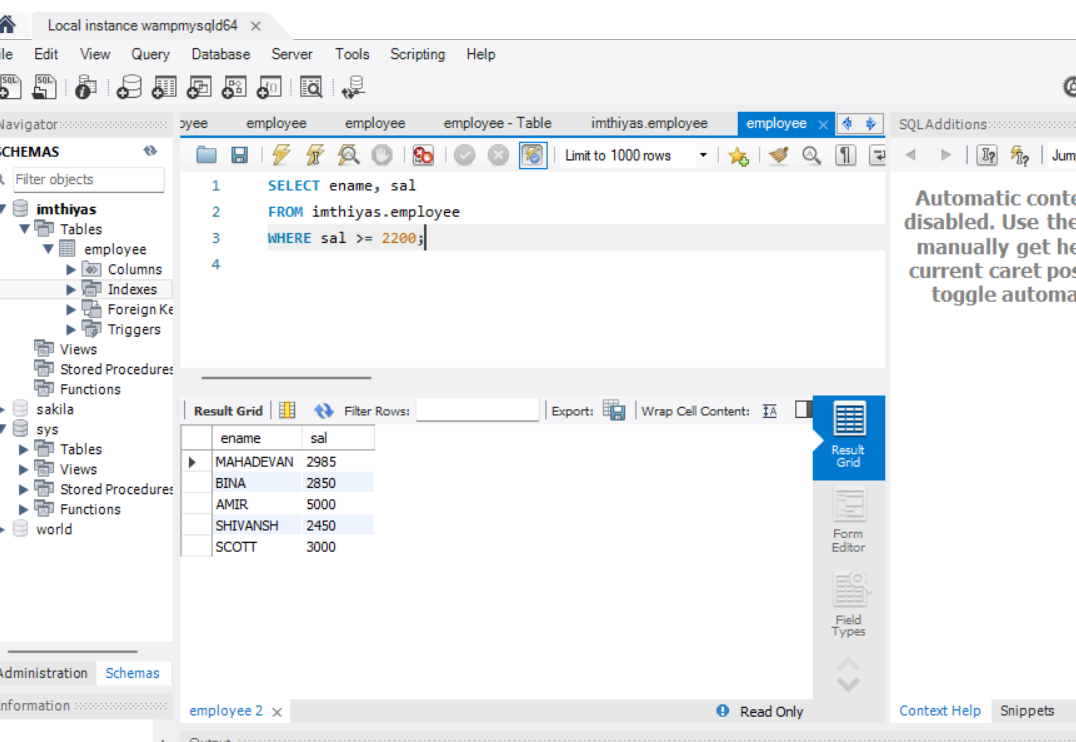 Local instance wampmysqld64
Edit View Query Database Server Tools Scripting Help
employee employee employee - Table imthiyas.employee employee
SQL Additions
SCHEMAS
Filter objects
imthiyas
Tables
employee
Columns
Indexes
Foreign Ke
Triggers
Views
Stored Procedures
Functions
sakila
sys
Tables
Views
Stored Procedures
Functions
world
Administration Schemas
Limit to 1000 rows
1 SELECT ename, sal
2 FROM imthiyas.employee
3 WHERE sal >= 2200;
4
Result Grid Filter Rows: Export: Wrap Cell Content:
ename sal
MAHADEVAN 2985
BINA 2850
AMIR 5000
SHIVANSH 2450
SCOTT 3000
Result
Grid
Form
Editor
Field
Types
employee 2
Read Only
Jum
Automatic conte
disabled. Use the
manually get he
current caret pos
toggle automa
Context Help Snippets